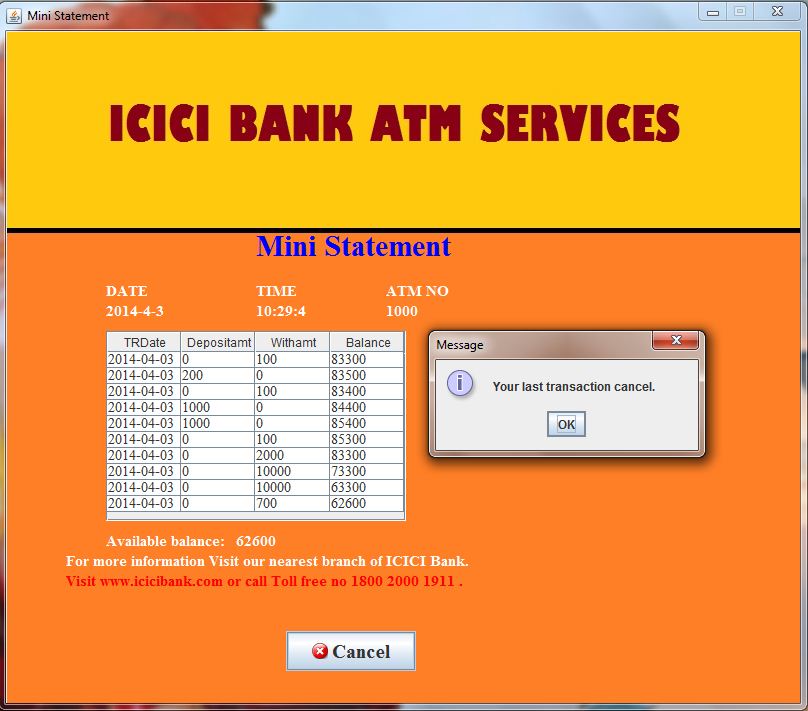 Mini Statement
ICICI BANK ATM SERVICES
Mini Statement
DATE TIME ATM NO
2014-4-3 10:29:4 1000
TRDate Depositamt Withamt Balance
2014-04-03 0 100 83300
2014-04-03 200 0 83500
2014-04-03 0 100 83400
2014-04-03 1000 0 84400
2014-04-03 1000 0 85400
2014-04-03 0 100 85300
2014-04-03 0 2000 83300
2014-04-03 0 10000 73300
2014-04-03 0 10000 63300
2014-04-03 0 700 62600
Message
Your last transaction cancel.
OK
Available balance: 62600
For more information Visit our nearest branch of ICICI Bank.
Visit www.icicibank.com or call Toll free no 1800 2000 1911 .
Cancel